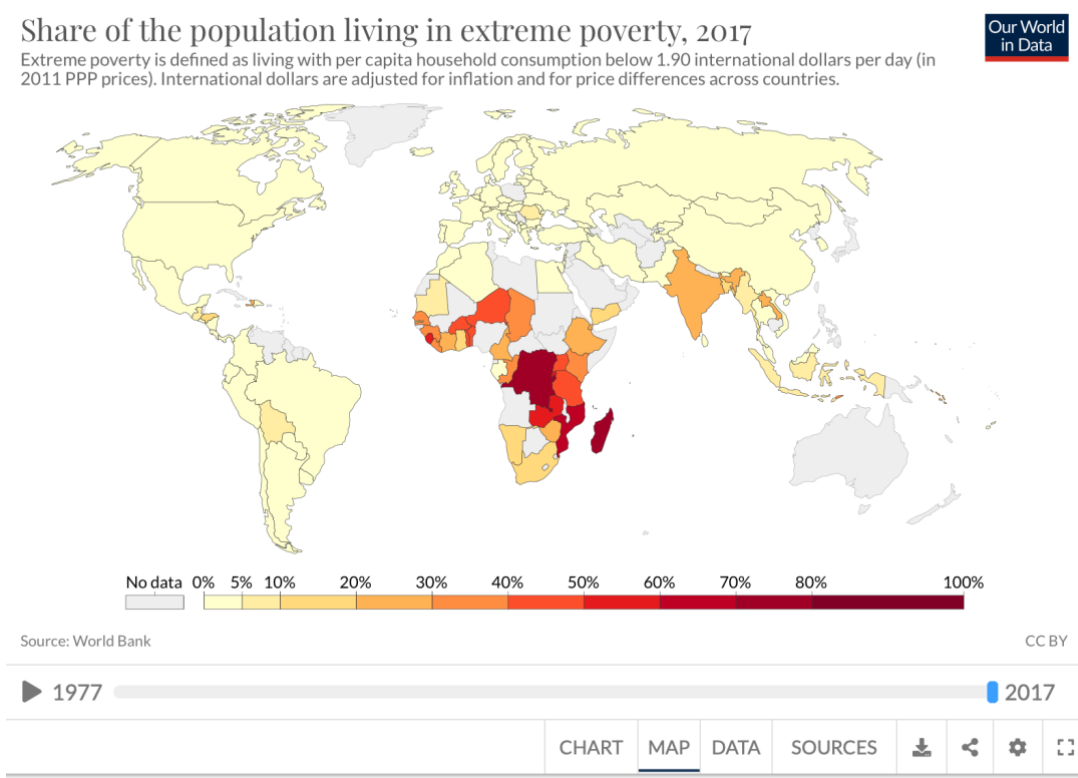 Share of the population living in extreme poverty, 2017
Our World
in Data
Extreme poverty is defined as living with per capita household consumption below 1.90 international dollars per day (in
2011 PPP prices). International dollars are adjusted for inflation and for price differences across countries.
No data 0% 5% 10% 20% 30% 40% 50% 60% 70% 80% 100%
Source: World Bank
CC BY
1977
2017
CHART MAP DATA SOURCES